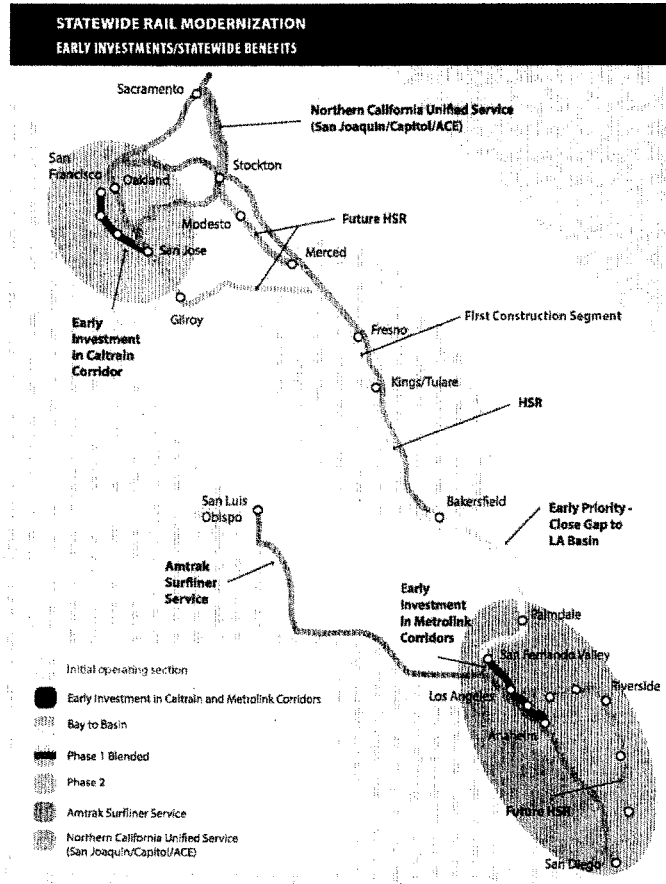 STATEWIDE RAIL MODERNIZATION
EARLY INVESTMENTS/STATEWIDE BENEFITS
Sacramento
Northern California Unified Service
(San Joaquin/Capitol/ACE)
San
Francisco
Oakland
Stockton
Modesto
Future HSR
San Jose
Merced
Gilroy
Early
Investment
in Caltrain
Corridor
First Construction Segment
Fresno
Kings/Tulare
HSR
San Luis
Obispo
Bakersfield
Early Priority -
Close Gap to
LA Basin
Amtrak
Surfliner
Service
Early
Investment
in Metrolink
Corridors
Palmdale
San Fernando Valley
Riverside
Los Angeles
Anaheim
Future HSR
San Diego
Initial operating section
Early Investment in Caltrain and Metrolink Corridors
Bay to Basin
Phase 1 Blended
Phase 2
Amtrak Surfliner Service
Northern California Unified Service
(San Joaquin/Capitol/ACE)